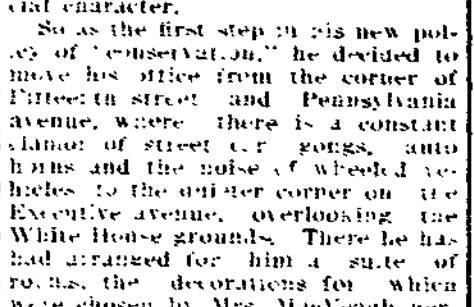 cial character.
So as the first step in his new pol-
icy of "conservation," he decided to
move his office from the corner of
Fifteenth street and Pennsylvania
avenue, where there is a constant
clamor of street car gongs, auto
horns and the noise of wheeled ve-
hicles to the quieter corner on the
Executive avenue, overlooking the
White House grounds. There he has
had arranged for him a suite of
rooms, the decorations for which
were chosen by Mrs. MacVeagh